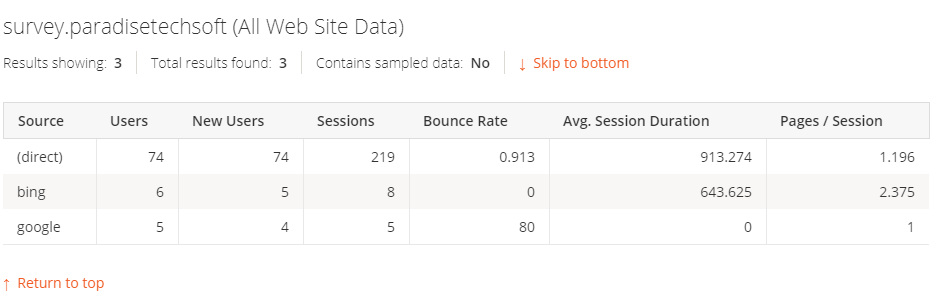 survey.paradisetechsoft (All Web Site Data)
Results showing: 3 Total results found: 3 Contains sampled data: No ↓ Skip to bottom
Source Users New Users Sessions Bounce Rate Avg. Session Duration Pages / Session
(direct) 74 74 219 0.913 913.274 1.196
bing 6 5 8 0 643.625 2.375
google 5 4 5 80 0 1
↑ Return to top